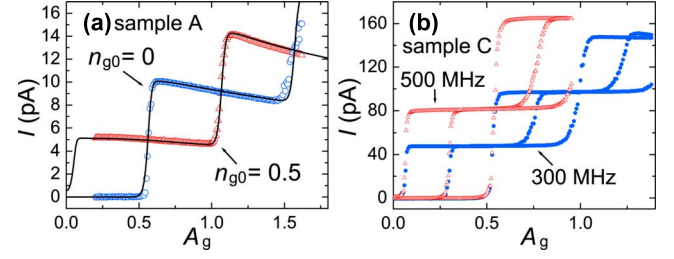 (a) sample A
n_g0 = 0
n_g0 = 0.5
I (pA)
16
14
12
10
8
6
4
2
0
0.0 0.5 1.0 1.5
A_g
(b)
sample C
500 MHz
300 MHz
I (pA)
160
120
80
40
0
0.0 0.5 1.0
A_g